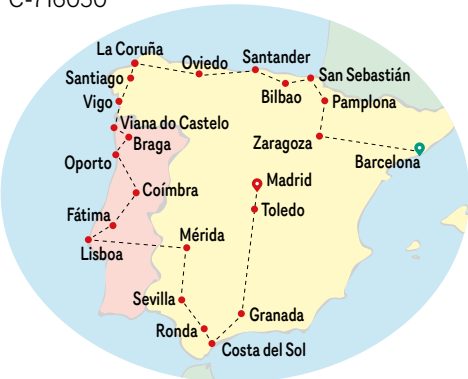 C-716050
La Coruña
Oviedo
Santander
San Sebastián
Santiago
Bilbao
Pamplona
Vigo
Viana do Castelo
Braga
Zaragoza
Barcelona
Oporto
Coímbra
Madrid
Toledo
Fátima
Lisboa
Mérida
Sevilla
Granada
Ronda
Costa del Sol